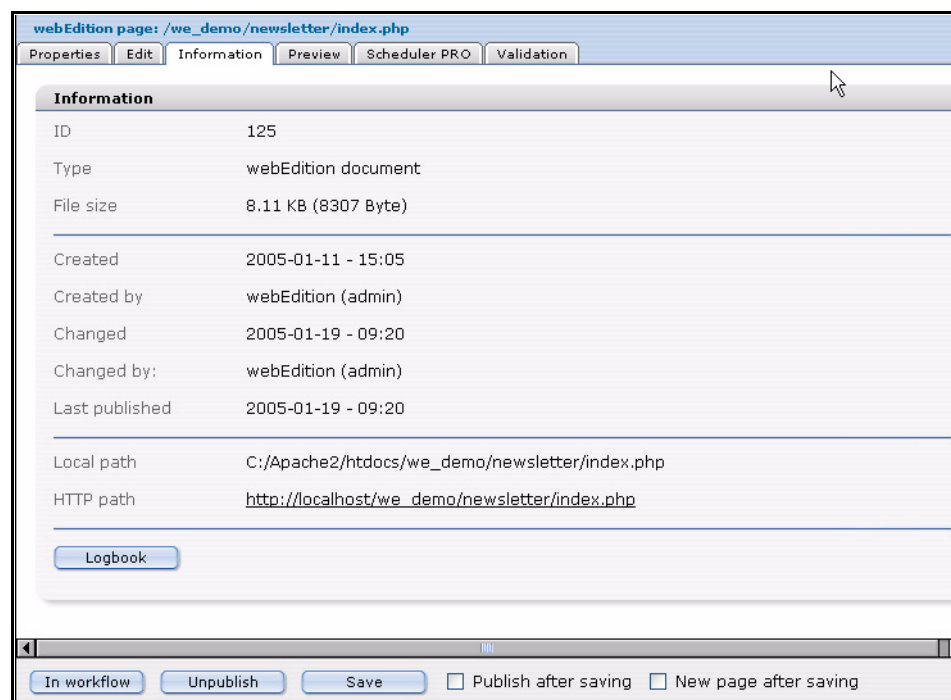 webEdition page: /we_demo/newsletter/index.php
Properties Edit Information Preview Scheduler PRO Validation
Information
ID 125
Type webEdition document
File size 8.11 KB (8307 Byte)
Created 2005-01-11 - 15:05
Created by webEdition (admin)
Changed 2005-01-19 - 09:20
Changed by: webEdition (admin)
Last published 2005-01-19 - 09:20
Local path C:/Apache2/htdocs/we_demo/newsletter/index.php
HTTP path http://localhost/we_demo/newsletter/index.php
Logbook
In workflow Unpublish Save Publish after saving New page after saving